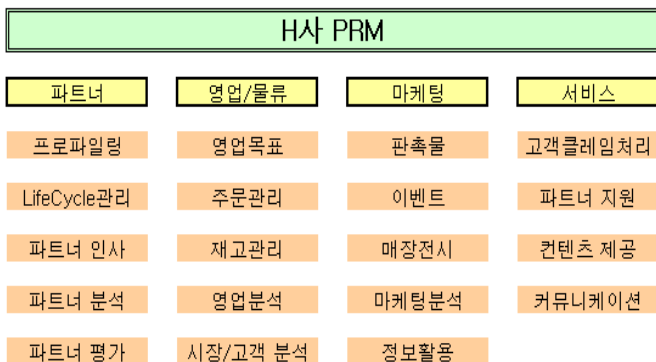 H사 PRM
파트너 영업/물류 마케팅 서비스
프로파일링 영업목표 판촉물 고객클레임처리
LifeCycle관리 주문관리 이벤트 파트너 지원
파트너 인사 재고관리 매장전시 컨텐츠 제공
파트너 분석 영업분석 마케팅분석 커뮤니케이션
파트너 평가 시장/고객 분석 정보활용